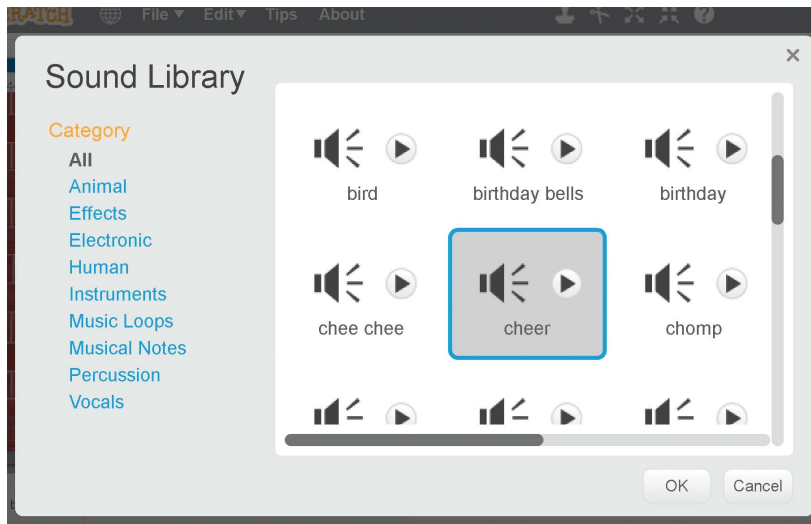 SCRATCH File Edit Tips About
Sound Library
Category
All
Animal
Effects
Electronic
Human
Instruments
Music Loops
Musical Notes
Percussion
Vocals
bird birthday bells birthday
chee chee cheer chomp
OK Cancel